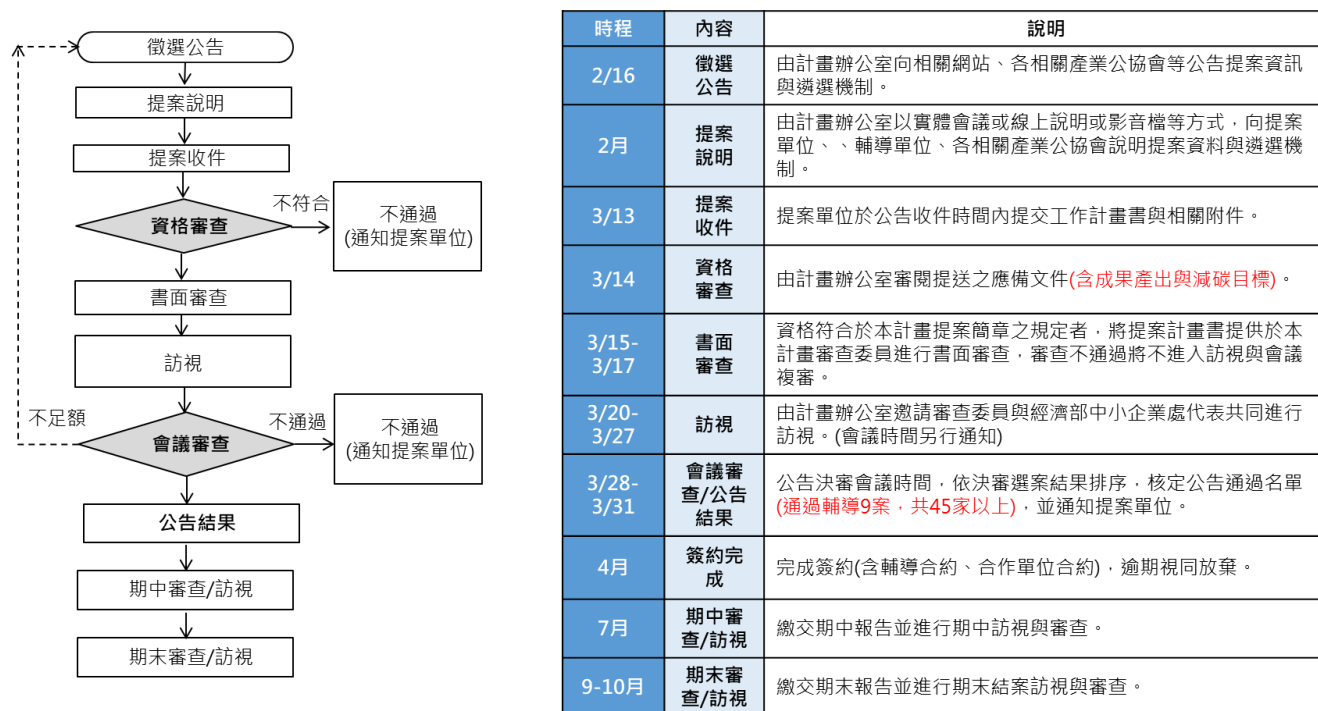 徵選公告
提案說明
提案收件
資格審查
不符合
不通過
(通知提案單位)
書面審查
訪視
不足額
會議審查
不通過
不通過
(通知提案單位)
公告結果
期中審查/訪視
期末審查/訪視
時程
內容
說明
2/16
徵選
公告
由計畫辦公室向相關網站、各相關產業公協會等公告提案資訊
與遴選機制。
2月
提案
說明
由計畫辦公室以實體會議或線上說明或影音檔等方式，向提案
單位、、輔導單位、各相關產業公協會說明提案資料與遴選機
制。
3/13
提案
收件
提案單位於公告收件時間內提交工作計畫書與相關附件。
3/14
資格
審查
由計畫辦公室審閱提送之應備文件(含成果產出與減碳目標)。
3/15-
3/17
書面
審查
資格符合於本計畫提案簡章之規定者，將提案計畫書提供於本
計畫審查委員進行書面審查，審查不通過將不進入訪視與會議
複審。
3/20-
3/27
訪視
由計畫辦公室邀請審查委員與經濟部中小企業處代表共同進行
訪視。(會議時間另行通知)
3/28-
3/31
會議審
查/公告
結果
公告決審會議時間，依決審選案結果排序，核定公告通過名單
(通過輔導9案，共45家以上)，並通知提案單位。
4月
簽約完
成
完成簽約(含輔導合約、合作單位合約)，逾期視同放棄。
7月
期中審
查/訪視
繳交期中報告並進行期中訪視與審查。
9-10月
期末審
查/訪視
繳交期末報告並進行期末結案訪視與審查。